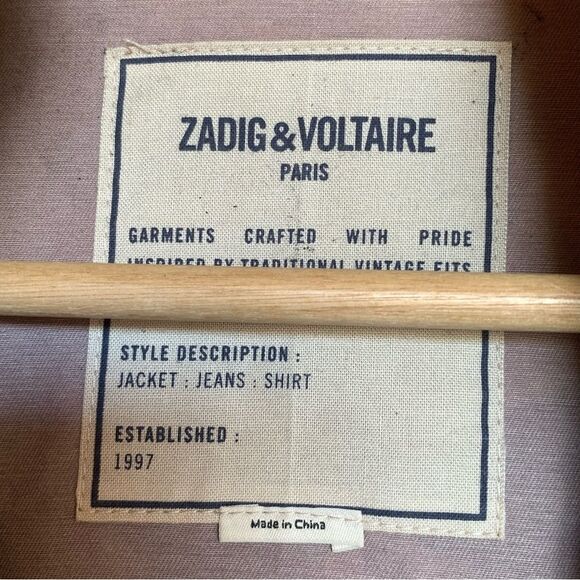 ZADIG&VOLTAIRE
PARIS
GARMENTS CRAFTED WITH PRIDE
INSPIRED BY TRADITIONAL VINTAGE FITS
STYLE DESCRIPTION :
JACKET : JEANS : SHIRT
ESTABLISHED :
1997
Made in China